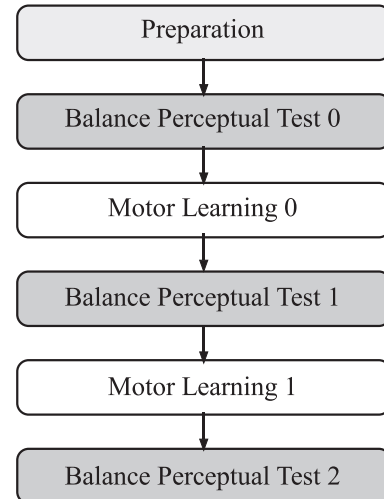 Preparation
Balance Perceptual Test 0
Motor Learning 0
Balance Perceptual Test 1
Motor Learning 1
Balance Perceptual Test 2